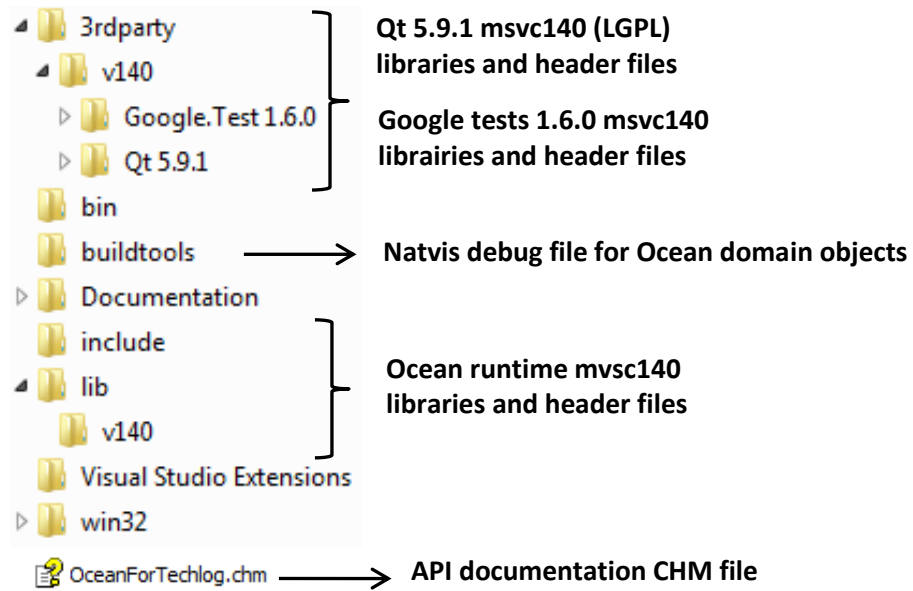 3rdparty
v140
Google.Test 1.6.0
Qt 5.9.1
bin
buildtools
Documentation
include
lib
v140
Visual Studio Extensions
win32
OceanForTechlog.chm
Qt 5.9.1 msvc140 (LGPL)
libraries and header files
Google tests 1.6.0 msvc140
librairies and header files
Natvis debug file for Ocean domain objects
Ocean runtime mvsc140
libraries and header files
API documentation CHM file